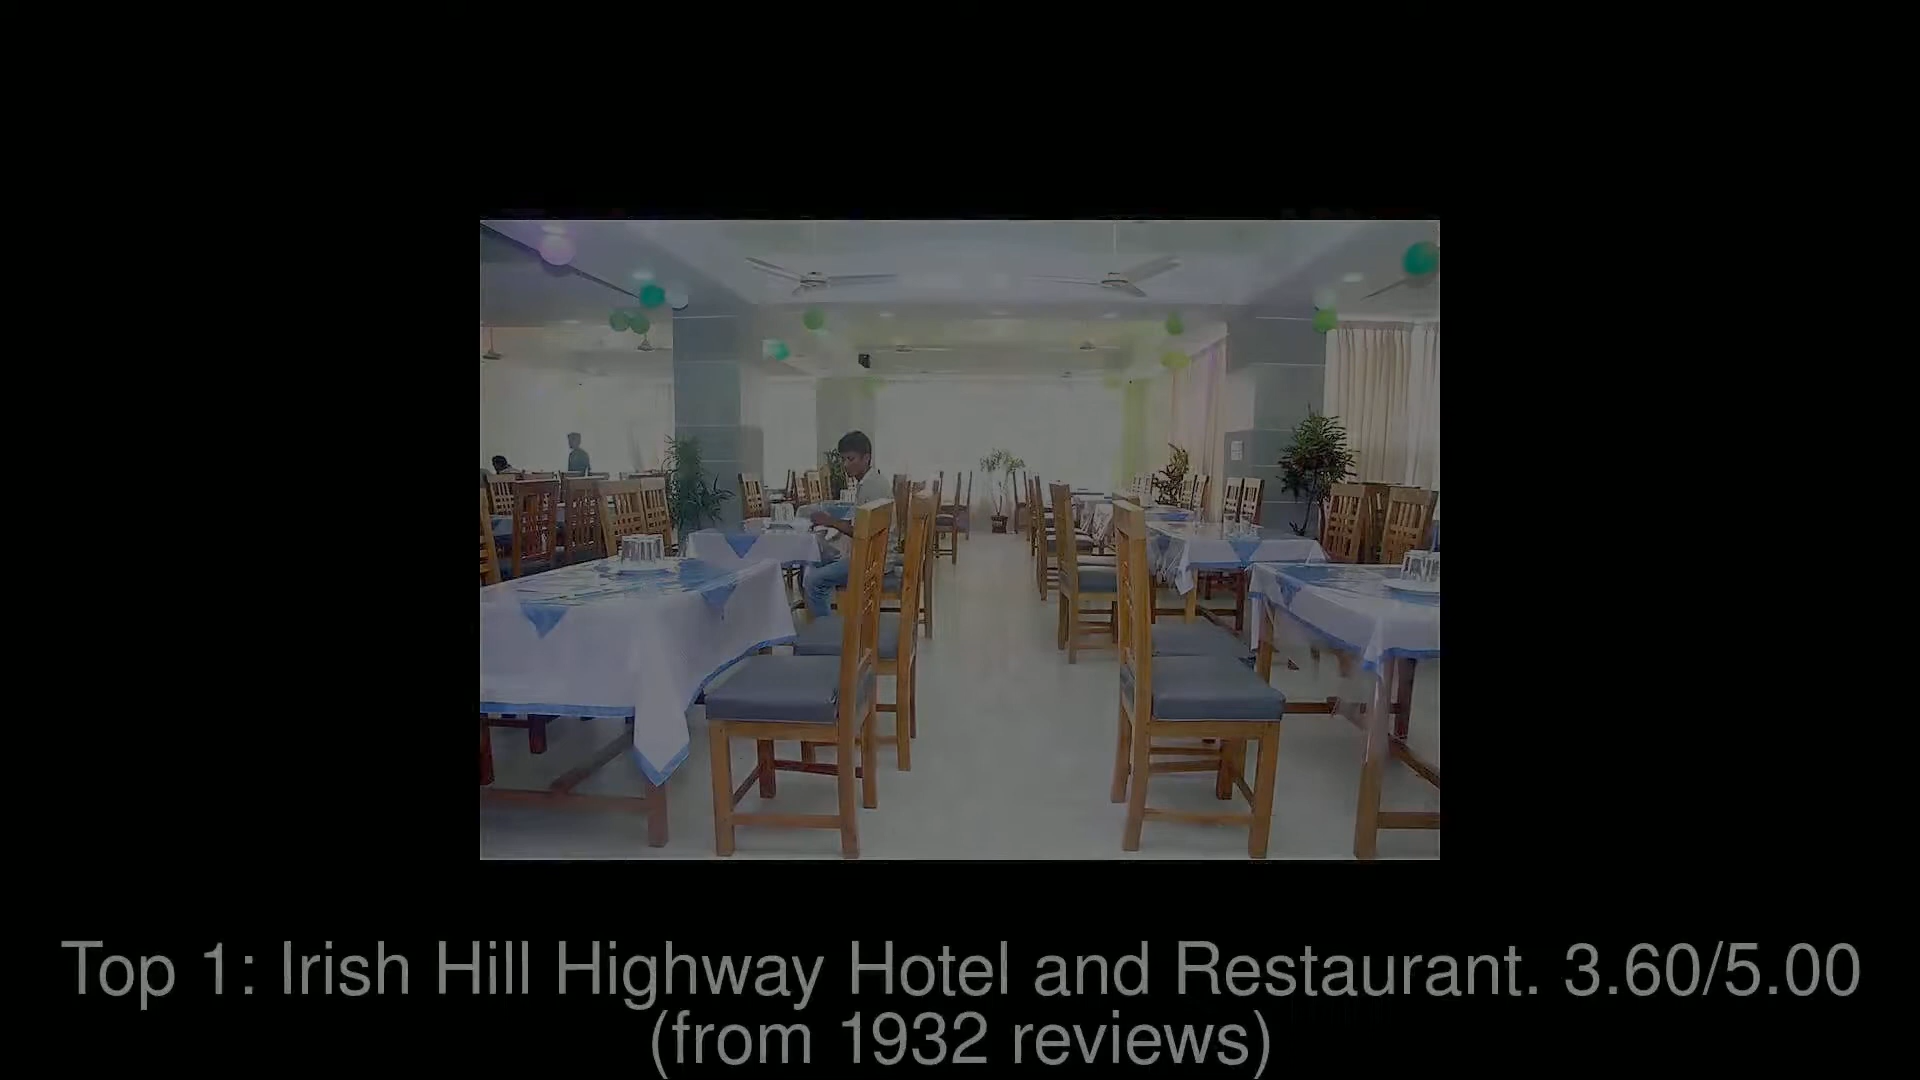 Top 1: Irish Hill Highway Hotel and Restaurant. 3.60/5.00
(from 1932 reviews)